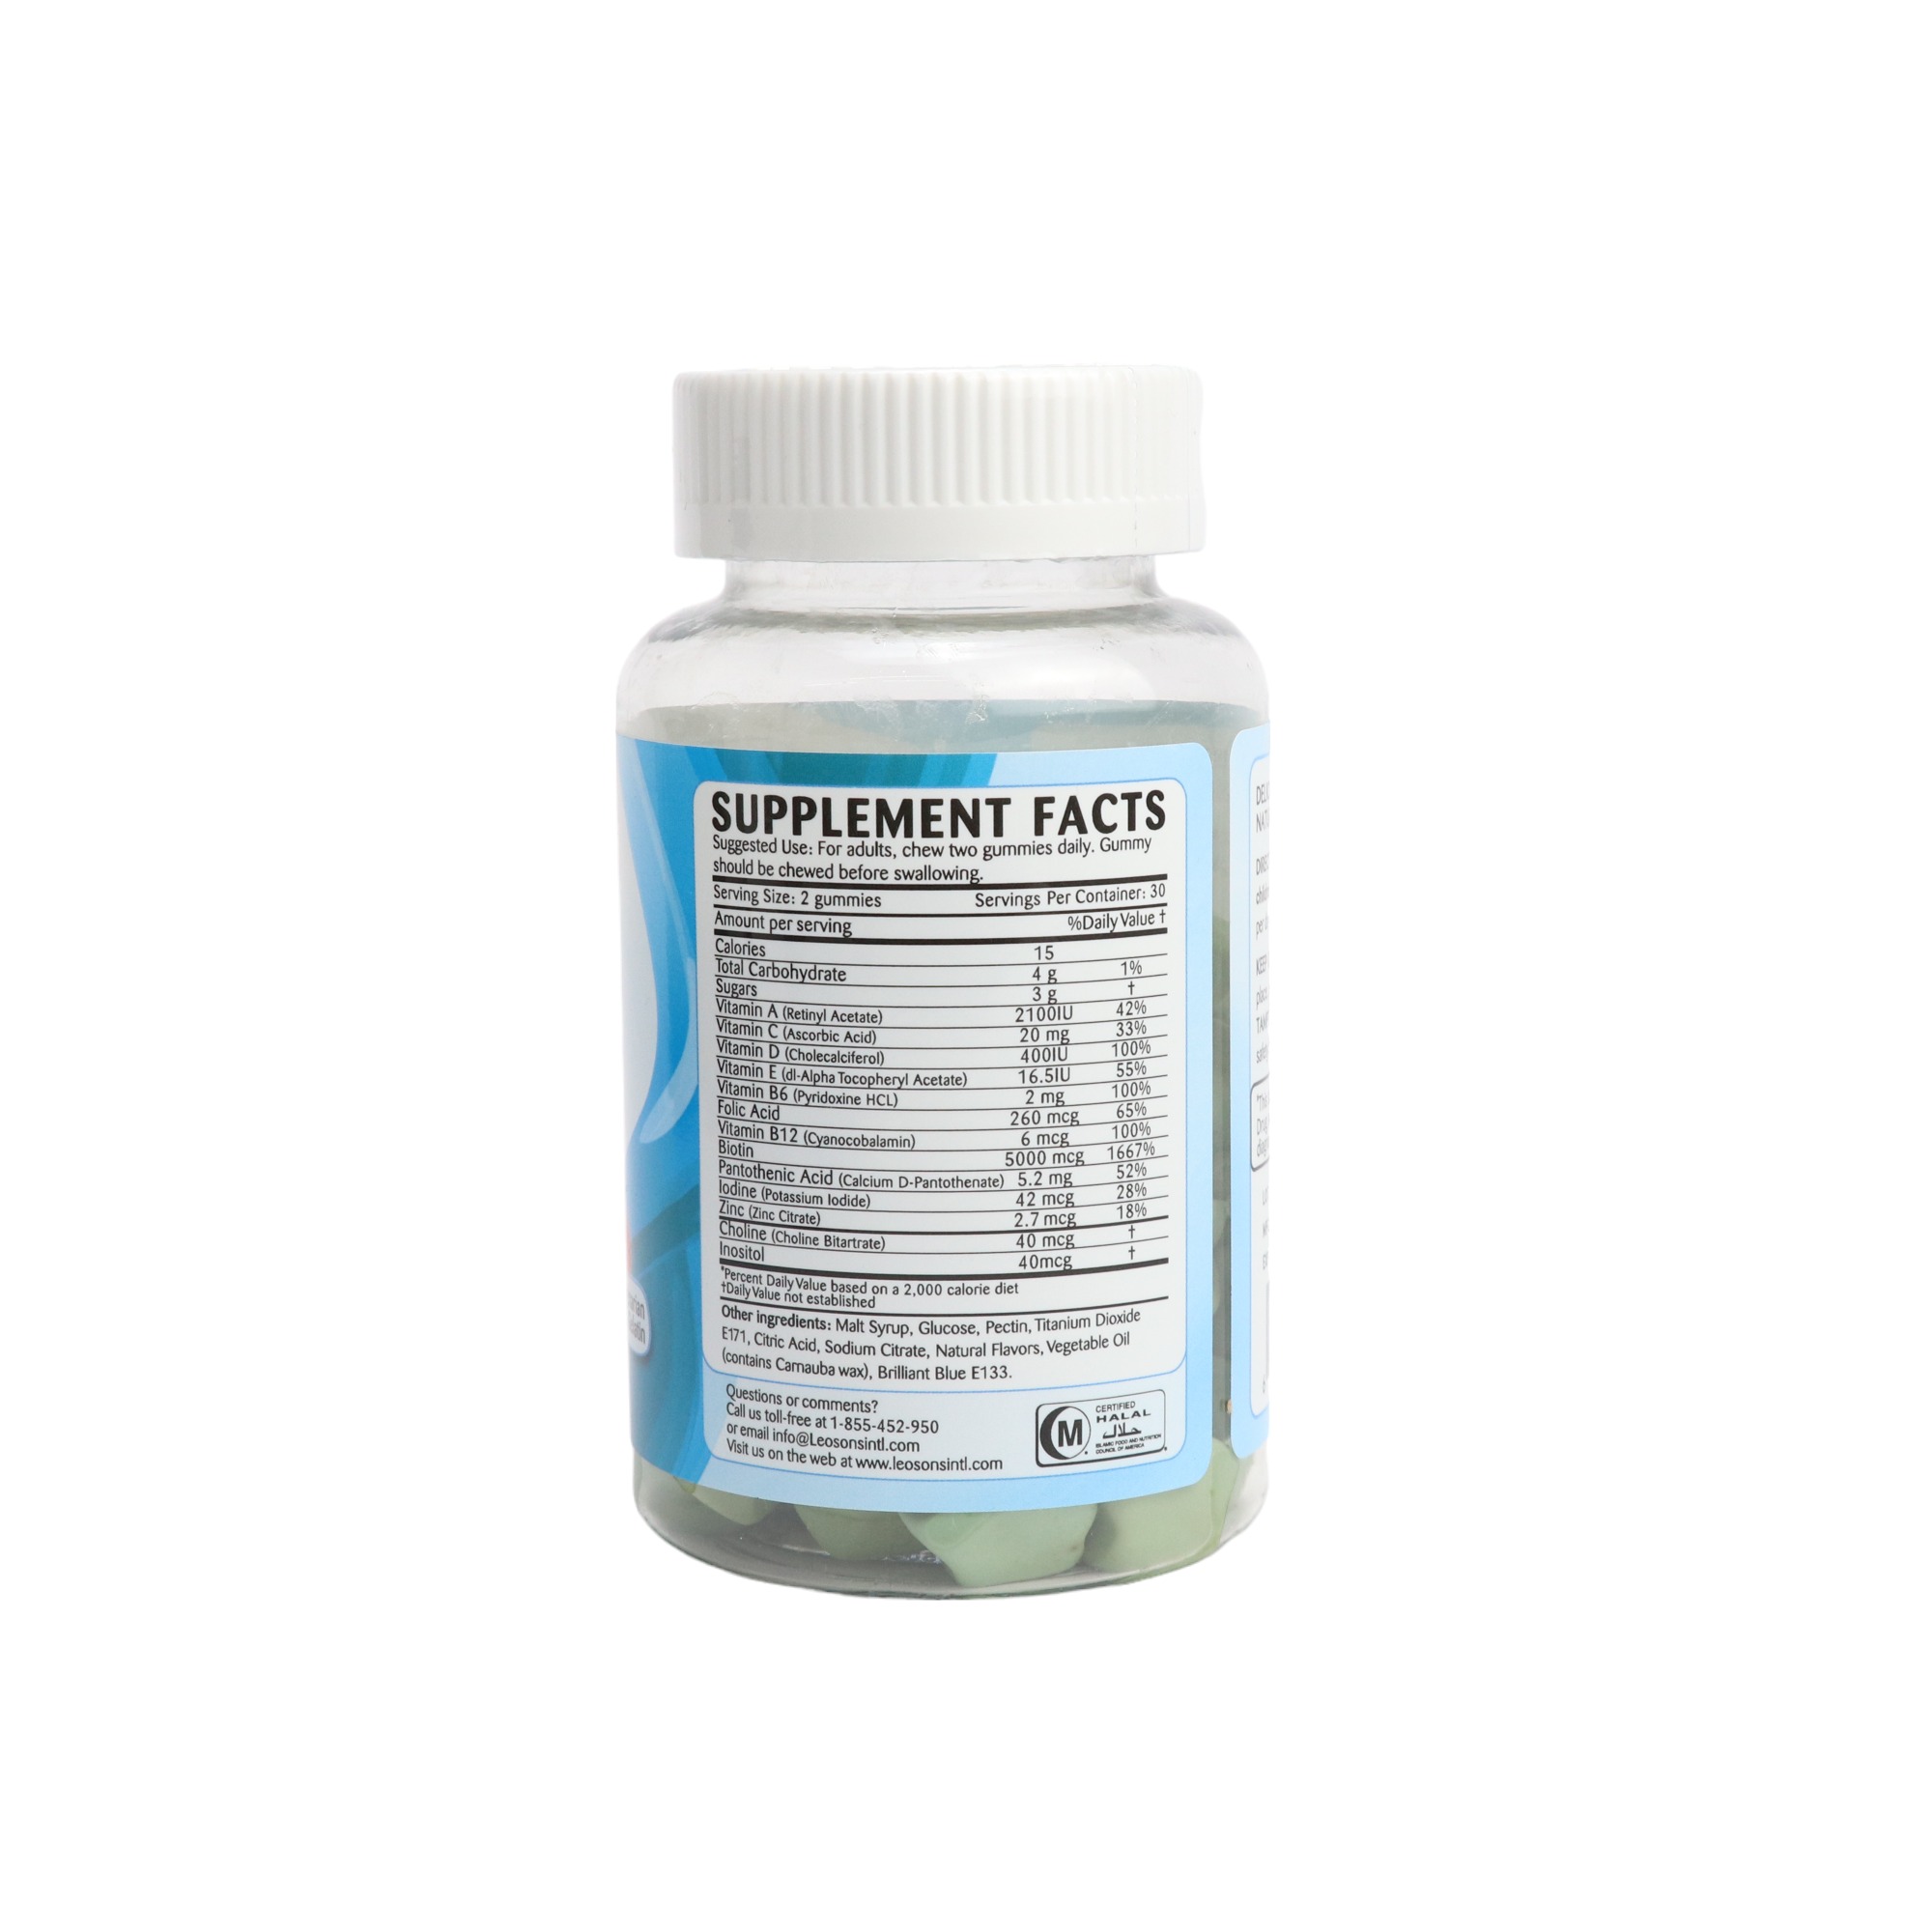 SUPPLEMENT FACTS
Suggested Use: For adults, chew two gummies daily. Gummy
should be chewed before swallowing.
Serving Size: 2 gummies Servings Per Container: 30
Amount per serving %Daily Value †
Calories 15
Total Carbohydrate 4 g 1%
Sugars 3 g †
Vitamin A (Retinyl Acetate) 2100IU 42%
Vitamin C (Ascorbic Acid) 20 mg 33%
Vitamin D (Cholecalciferol) 400IU 100%
Vitamin E (dl-Alpha Tocopheryl Acetate) 16.5IU 55%
Vitamin B6 (Pyridoxine HCL) 2 mg 100%
Folic Acid 260 mcg 65%
Vitamin B12 (Cyanocobalamin) 6 mcg 100%
Biotin 5000 mcg 1667%
Pantothenic Acid (Calcium D-Pantothenate) 5.2 mg 52%
Iodine (Potassium Iodide) 42 mcg 28%
Zinc (Zinc Citrate) 2.7 mcg 18%
Choline (Choline Bitartrate) 40 mcg †
Inositol 40mcg †
*Percent Daily Value based on a 2,000 calorie diet
†Daily Value not established
Other ingredients: Malt Syrup, Glucose, Pectin, Titanium Dioxide
E171, Citric Acid, Sodium Citrate, Natural Flavors, Vegetable Oil
(contains Carnauba wax), Brilliant Blue E133.
Questions or comments?
Call us toll-free at 1-855-452-950
or email info@Leosonsintl.com
Visit us on the web at www.leosonsintl.com
M
CERTIFIED
HALAL
حلال
ISLAMIC FOOD AND NUTRITION
COUNCIL OF AMERICA